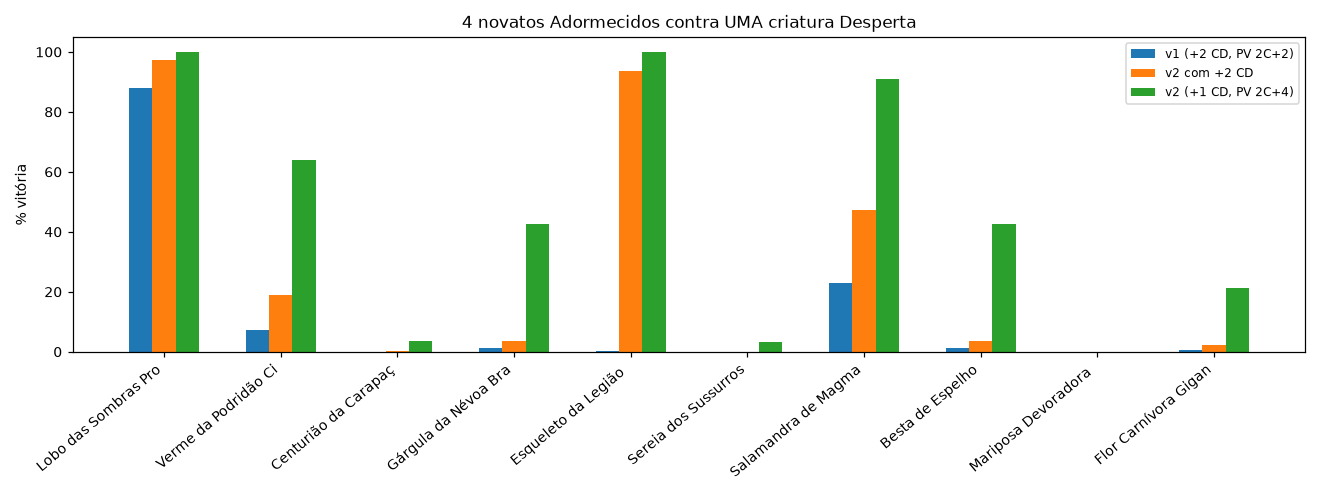 4 novatos Adormecidos contra UMA criatura Desperta
v1 (+2 CD, PV 2C+2)
v2 com +2 CD
v2 (+1 CD, PV 2C+4)
% vitória
100
80
60
40
20
0
Lobo das Sombras Pro
Verme da Podridão Ci
Centurião da Carapaç
Gárgula da Névoa Bra
Esqueleto da Legião
Sereia dos Sussurros
Salamandra de Magma
Besta de Espelho
Mariposa Devoradora
Flor Carnívora Gigan